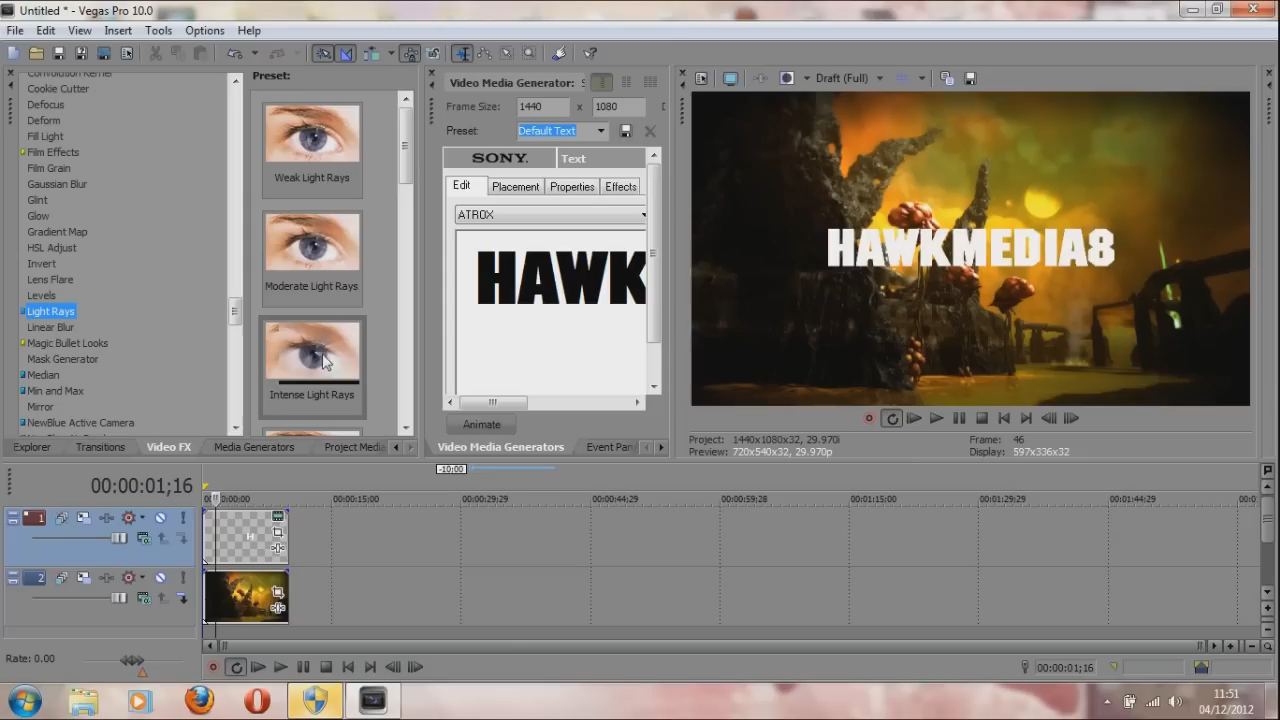 Untitled * - Vegas Pro 10.0
File Edit View Insert Tools Options Help
Cookie Cutter
Defocus
Deform
Fill Light
Film Effects
Film Grain
Gaussian Blur
Glint
Glow
Gradient Map
HSL Adjust
Invert
Lens Flare
Levels
Light Rays
Linear Blur
Magic Bullet Looks
Mask Generator
Median
Min and Max
Mirror
NewBlue Active Camera
Preset:
Weak Light Rays
Moderate Light Rays
Intense Light Rays
Explorer Transitions Video FX Media Generators Project Media
Video Media Generator:
Frame Size: 1440 x 1080
Preset: Default Text
SONY. Text
Edit Placement Properties Effects
ATROX
HAWK
Animate
Video Media Generators Event Pan
Draft (Full)
HAWKMEDIA8
Project: 1440x1080x32, 29.970i
Preview: 720x540x32, 29.970p
Frame: 46
Display: 597x336x32
-10;00
00:00:01;16
0:00:00 00:00:15:00 00:00:29:29 00:00:44:29 00:00:59:28 00:01:15:00 00:01:29:29 00:01:44:29
1
H
2
Rate: 0.00
00:00:01;16
11:51
04/12/2012